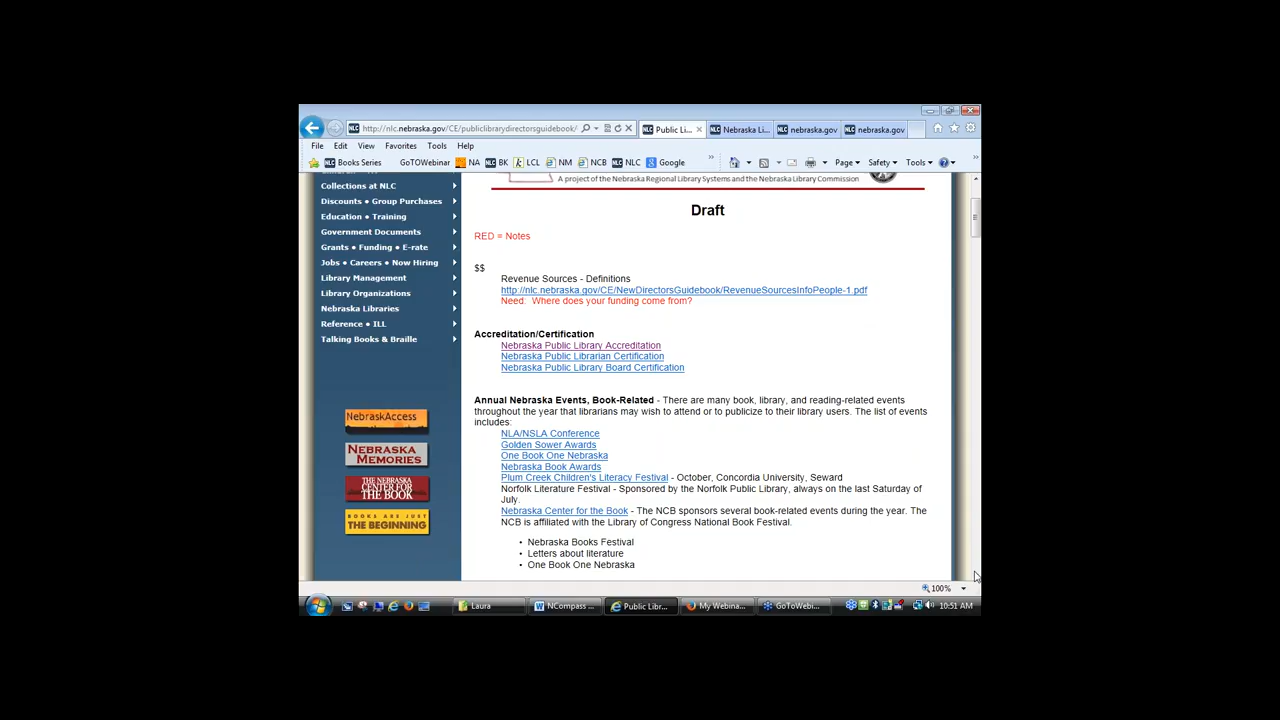 http://nlc.nebraska.gov/CE/publiclibrarydirectorsguidebook/
Public Li...
Nebraska Li...
nebraska.gov
nebraska.gov
File Edit View Favorites Tools Help
Books Series GoTOWebinar NA BK LCL NM NCB NLC Google
Page Safety Tools
Collections at NLC
Discounts • Group Purchases
Education • Training
Government Documents
Grants • Funding • E-rate
Jobs • Careers • Now Hiring
Library Management
Library Organizations
Nebraska Libraries
Reference • ILL
Talking Books & Braille
NebraskAccess
NEBRASKA
MEMORIES
THE NEBRASKA
CENTER FOR
THE BOOK
BOOKS ARE JUST
THE BEGINNING
A project of the Nebraska Regional Library Systems and the Nebraska Library Commission
Draft
RED = Notes
$$
Revenue Sources - Definitions
http://nlc.nebraska.gov/CE/NewDirectorsGuidebook/RevenueSourcesInfoPeople-1.pdf
Need: Where does your funding come from?
Accreditation/Certification
Nebraska Public Library Accreditation
Nebraska Public Librarian Certification
Nebraska Public Library Board Certification
Annual Nebraska Events, Book-Related - There are many book, library, and reading-related events
throughout the year that librarians may wish to attend or to publicize to their library users. The list of events
includes:
NLA/NSLA Conference
Golden Sower Awards
One Book One Nebraska
Nebraska Book Awards
Plum Creek Children's Literacy Festival - October, Concordia University, Seward
Norfolk Literature Festival - Sponsored by the Norfolk Public Library, always on the last Saturday of
July.
Nebraska Center for the Book - The NCB sponsors several book-related events during the year. The
NCB is affiliated with the Library of Congress National Book Festival.
• Nebraska Books Festival
• Letters about literature
• One Book One Nebraska
100%
Laura
NCompass ...
Public Libr...
My Webina...
GoToWebi...
10:51 AM